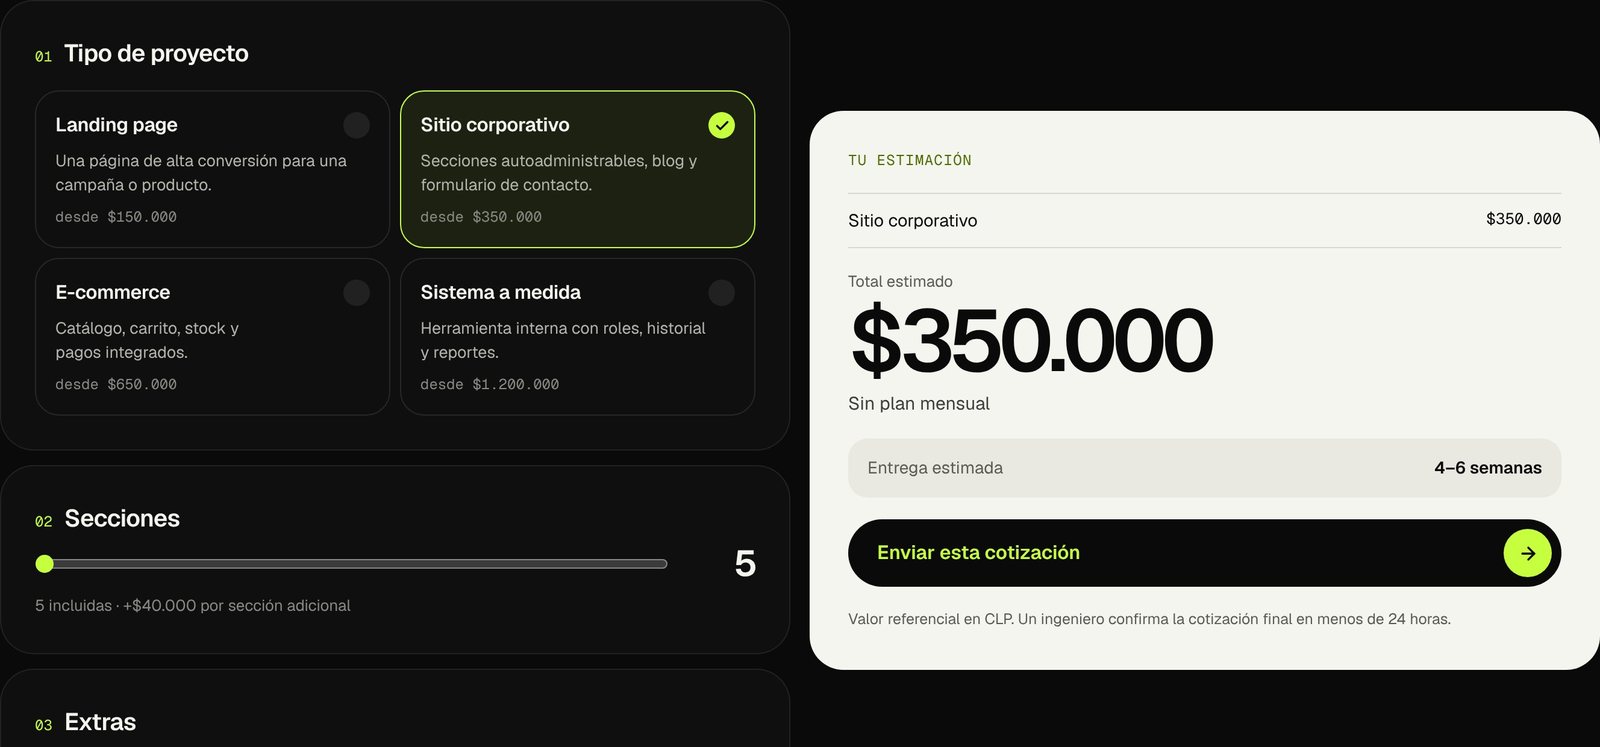 01 Tipo de proyecto
Landing page
Una página de alta conversión para una
campaña o producto.
desde $150.000
Sitio corporativo
Secciones autoadministrables, blog y
formulario de contacto.
desde $350.000
E-commerce
Catálogo, carrito, stock y
pagos integrados.
desde $650.000
Sistema a medida
Herramienta interna con roles, historial
y reportes.
desde $1.200.000
02 Secciones
5
5 incluidas · +$40.000 por sección adicional
03 Extras
TU ESTIMACIÓN
Sitio corporativo $350.000
Total estimado
$350.000
Sin plan mensual
Entrega estimada 4–6 semanas
Enviar esta cotización
Valor referencial en CLP. Un ingeniero confirma la cotización final en menos de 24 horas.